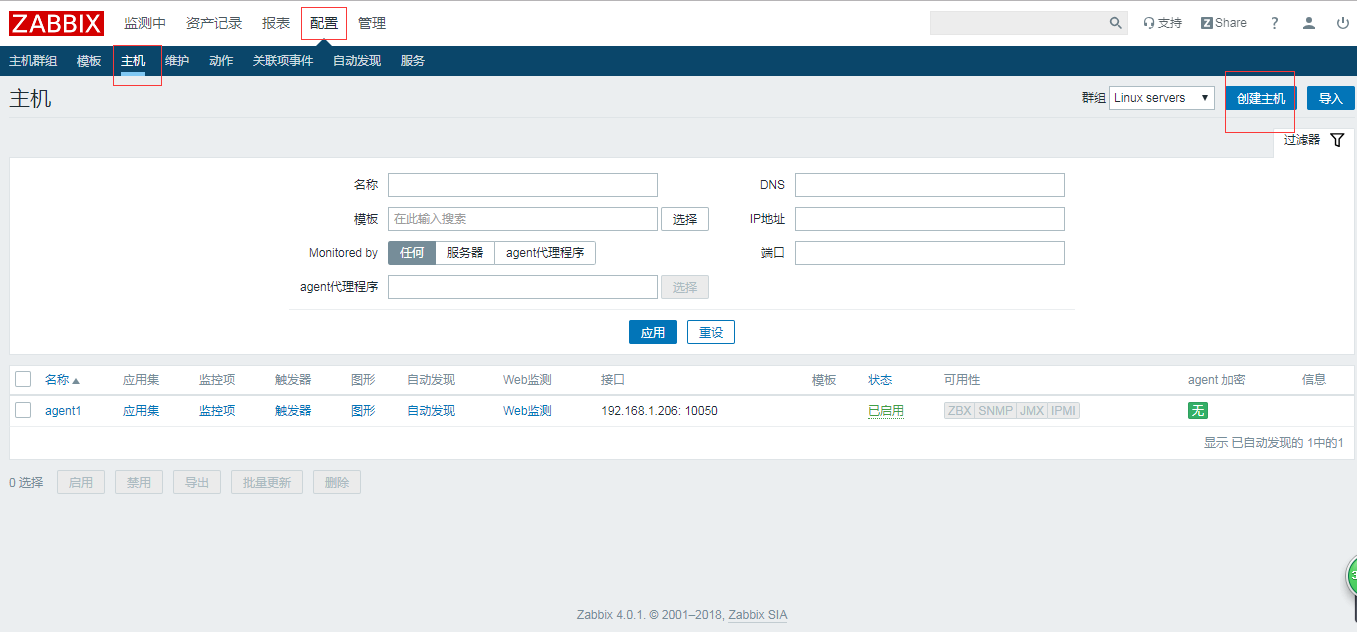 ZABBIX 监测中 资产记录 报表 配置 管理 支持 Z Share ?
主机群组 模板 主机 维护 动作 关联项事件 自动发现 服务
主机 群组 Linux servers 创建主机 导入
过滤器
名称 DNS
模板 在此输入搜索 选择 IP地址
Monitored by 任何 服务器 agent代理程序 端口
agent代理程序 选择
应用 重设
名称 应用集 监控项 触发器 图形 自动发现 Web监测 接口 模板 状态 可用性 agent 加密 信息
agent1 应用集 监控项 触发器 图形 自动发现 Web监测 192.168.1.206: 10050 已启用 ZBX SNMP JMX IPMI 无
显示 已自动发现的 1中的1
0 选择 启用 禁用 导出 批量更新 删除
Zabbix 4.0.1. © 2001–2018, Zabbix SIA